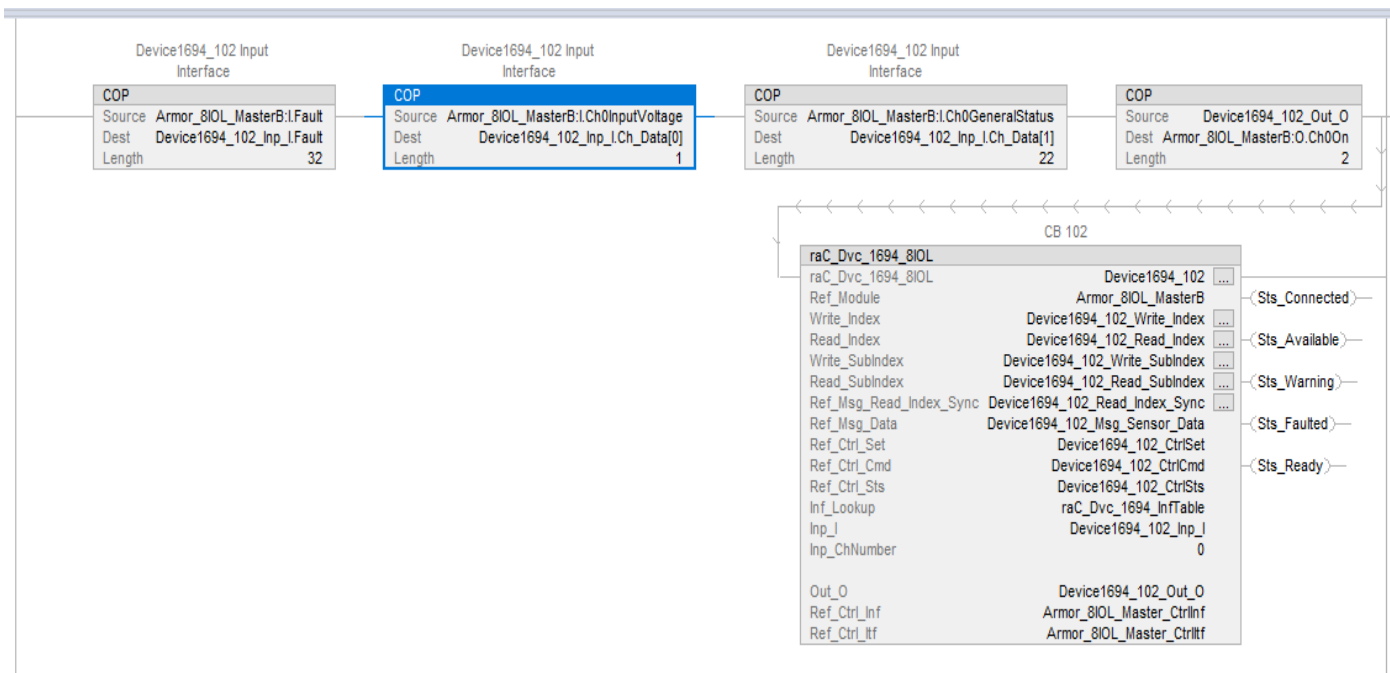 Device1694_102 Input
Interface
COP
Source Armor_8IOL_MasterB:I.Fault
Dest Device1694_102_Inp_I.Fault
Length 32
Device1694_102 Input
Interface
COP
Source Armor_8IOL_MasterB:I.Ch0InputVoltage
Dest Device1694_102_Inp_I.Ch_Data[0]
Length 1
Device1694_102 Input
Interface
COP
Source Armor_8IOL_MasterB:I.Ch0GeneralStatus
Dest Device1694_102_Inp_I.Ch_Data[1]
Length 22
COP
Source Device1694_102_Out_O
Dest Armor_8IOL_MasterB:O.Ch0On
Length 2
CB 102
raC_Dvc_1694_8IOL
raC_Dvc_1694_8IOL Device1694_102 ...
Ref_Module Armor_8IOL_MasterB Sts_Connected
Write_Index Device1694_102_Write_Index ...
Read_Index Device1694_102_Read_Index ... Sts_Available
Write_SubIndex Device1694_102_Write_SubIndex ...
Read_SubIndex Device1694_102_Read_SubIndex ... Sts_Warning
Ref_Msg_Read_Index_Sync Device1694_102_Read_Index_Sync ...
Ref_Msg_Data Device1694_102_Msg_Sensor_Data Sts_Faulted
Ref_Ctrl_Set Device1694_102_CtrlSet
Ref_Ctrl_Cmd Device1694_102_CtrlCmd Sts_Ready
Ref_Ctrl_Sts Device1694_102_CtrlSts
Inf_Lookup raC_Dvc_1694_InfTable
Inp_I Device1694_102_Inp_I
Inp_ChNumber 0
Out_O Device1694_102_Out_O
Ref_Ctrl_Inf Armor_8IOL_Master_CtrlInf
Ref_Ctrl_Itf Armor_8IOL_Master_CtrlItf